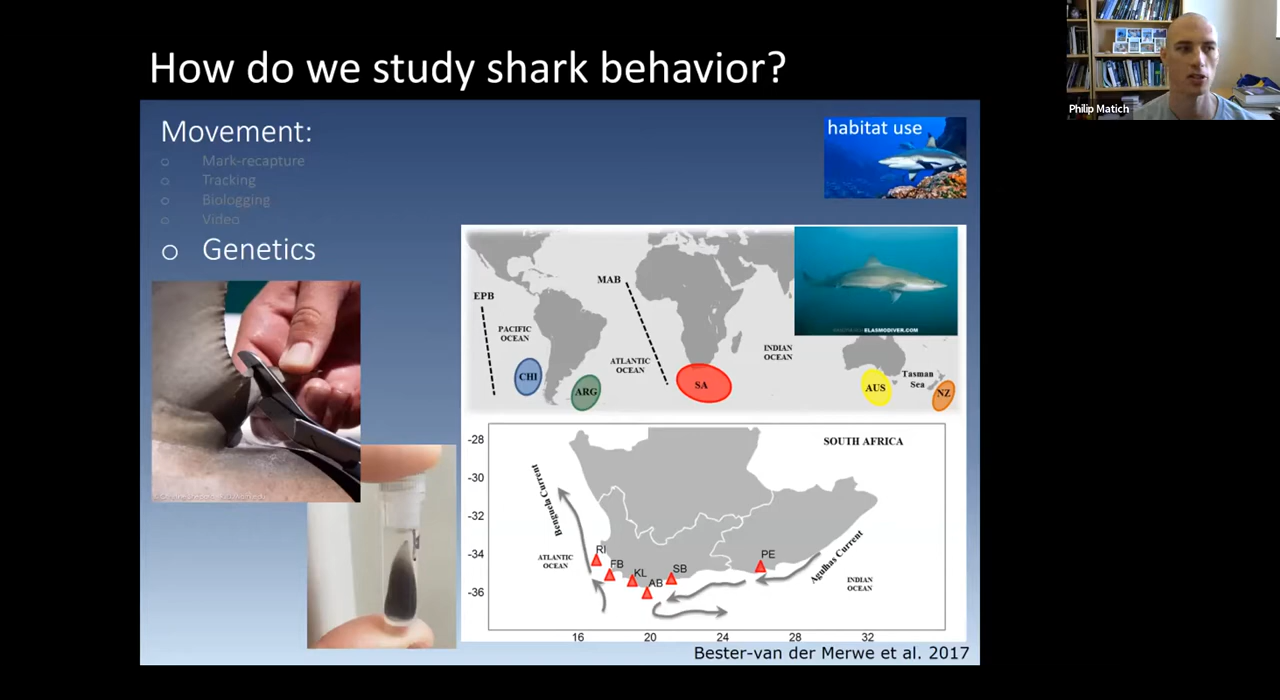 How do we study shark behavior?
Philip Matich
Movement:
o Mark-recapture
o Tracking
o Biologging
o Video
o Genetics
habitat use
ELASMODIVER.COM
EPB
MAB
PACIFIC
OCEAN
ATLANTIC
OCEAN
INDIAN
OCEAN
Tasman
Sea
CHI
ARG
SA
AUS
NZ
SOUTH AFRICA
-28
-30
-32
-34
-36
Benguela Current
ATLANTIC
OCEAN
RI
FB
KL
AB
SB
PE
Agulhas Current
INDIAN
OCEAN
16
20
24
28
32
Bester-van der Merwe et al. 2017